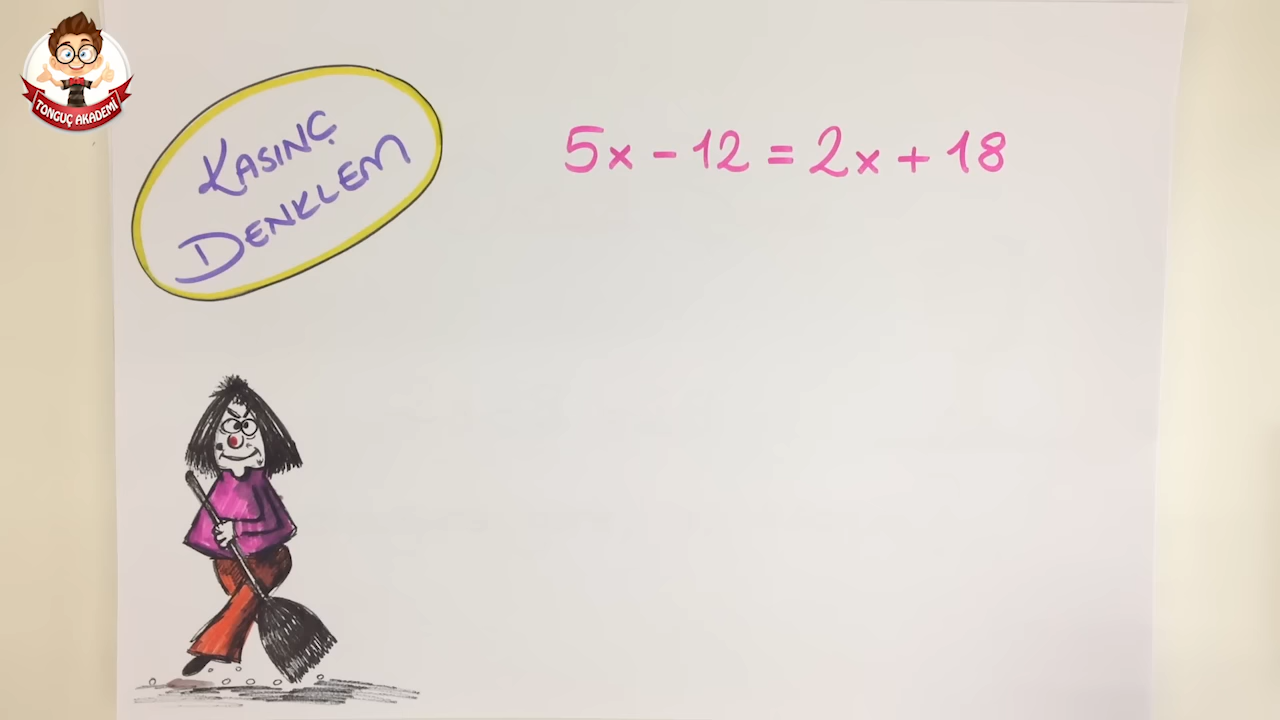 TONGUÇ AKADEMİ
KASINÇ
DENKLEM
5x - 12 = 2x + 18